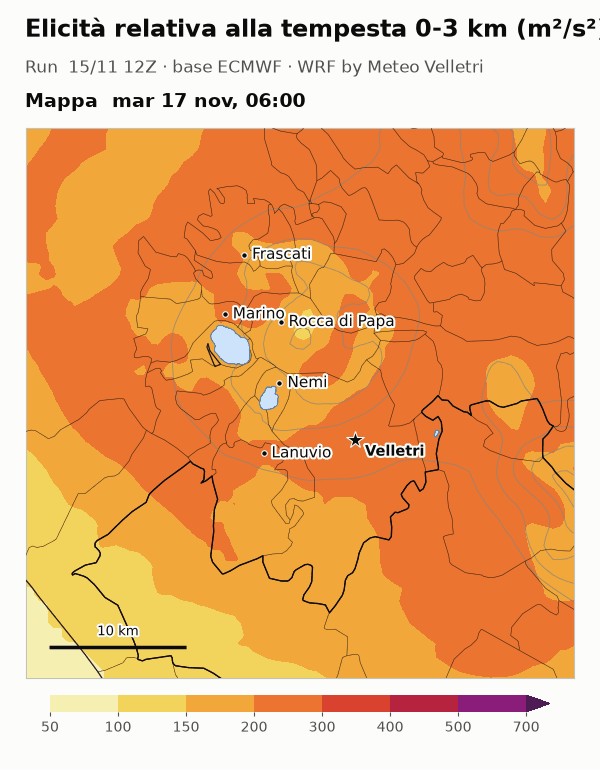 Elicità relativa alla tempesta 0-3 km (m²/s²)
Run  15/11 12Z · base ECMWF · WRF by Meteo Velletri
Mappa  mar 17 nov, 06:00
Frascati
Marino
Rocca di Papa
Nemi
Velletri
Lanuvio
10 km
50 100 150 200 300 400 500 700